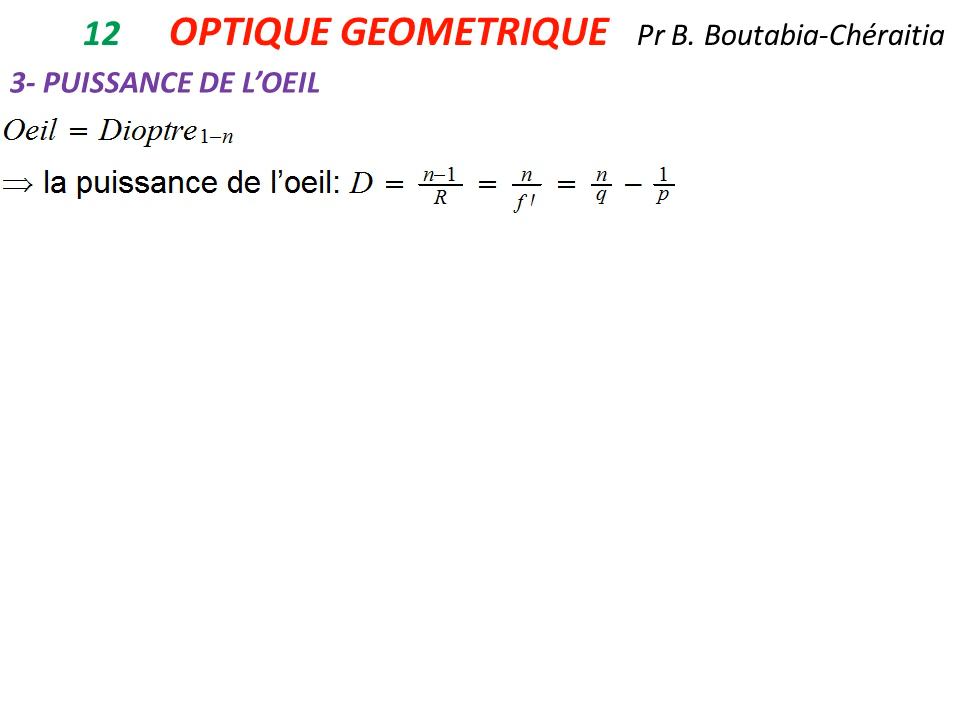 12 OPTIQUE GEOMETRIQUE Pr B. Boutabia-Chéraitia
3- PUISSANCE DE L’OEIL
Oeil = Dioptre₁₋ₙ
⇒ la puissance de l’oeil: D = (n−1)/R = n/f' = n/q − 1/p